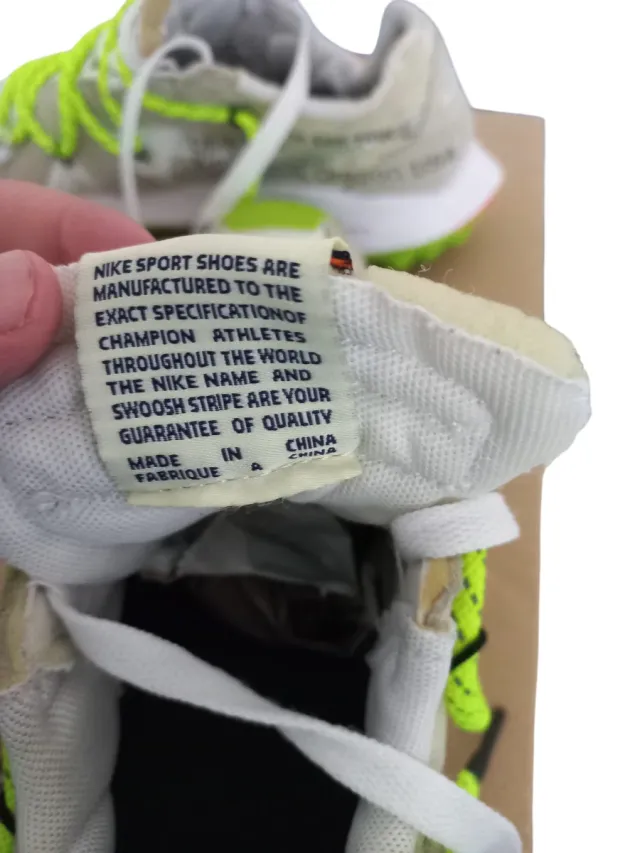 NIKE SPORT SHOES ARE
MANUFACTURED TO THE
EXACT SPECIFICATIONOF
CHAMPION ATHLETES
THROUGHOUT THE WORLD
THE NIKE NAME AND
SWOOSH STRIPE ARE YOUR
GUARANTEE OF QUALITY
MADE IN CHINA
FABRIQUE A CHINA